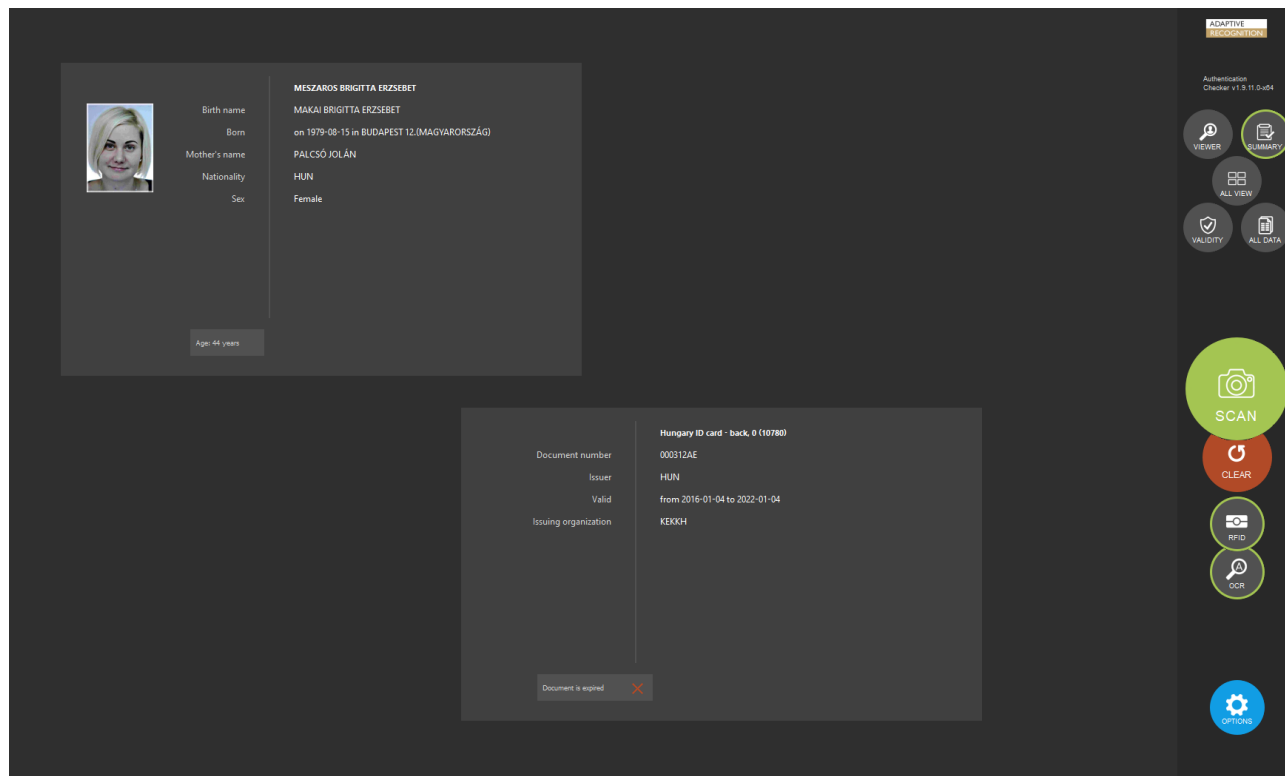 ADAPTIVE
RECOGNITION
Authentication
Checker v1.9.11.0-x64
VIEWER
SUMMARY
ALL VIEW
VALIDITY
ALL DATA
MESZAROS BRIGITTA ERZSEBET
Birth name MAKAI BRIGITTA ERZSEBET
Born on 1979-08-15 in BUDAPEST 12.(MAGYARORSZÁG)
Mother's name PALCSÓ JOLÁN
Nationality HUN
Sex Female
Age: 44 years
SCAN
CLEAR
RFID
OCR
Hungary ID card - back, 0 (10780)
Document number 000312AE
Issuer HUN
Valid from 2016-01-04 to 2022-01-04
Issuing organization KEKKH
Document is expired
OPTIONS